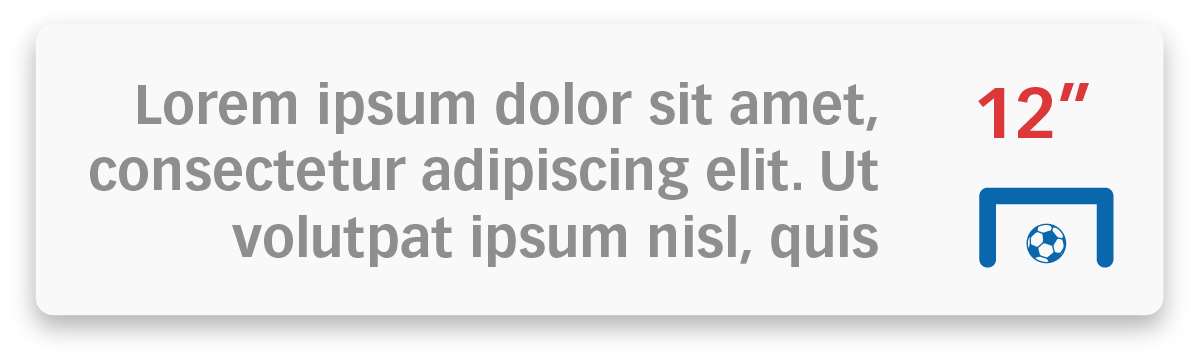 Lorem ipsum dolor sit amet,
consectetur adipiscing elit. Ut
volutpat ipsum nisl, quis
12”